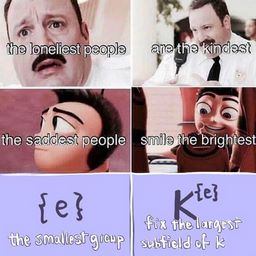 the loneliest people
are the kindest
the saddest people
smile the brightest
{e}
the smallest group
K^{e}
fix the largest
subfield of k